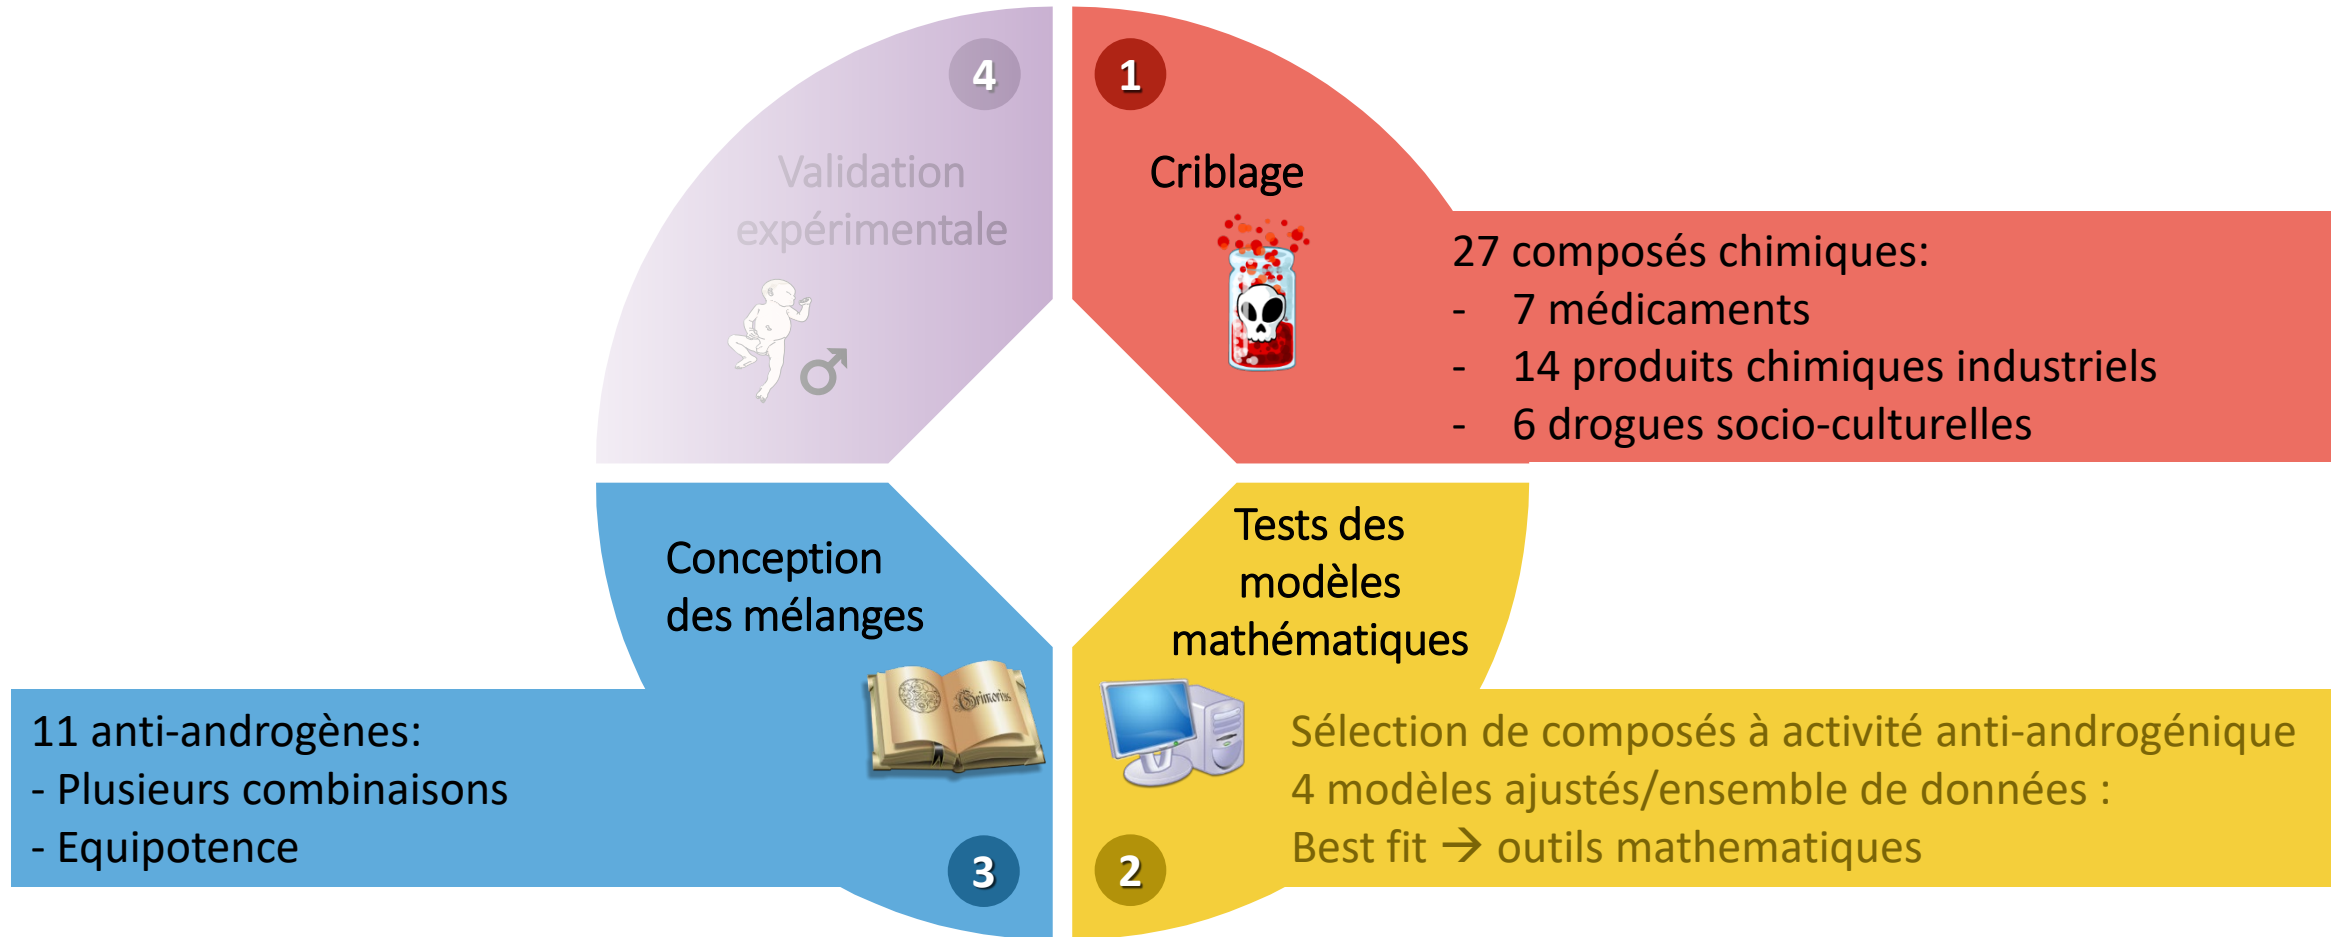 1
Criblage
27 composés chimiques:
- 7 médicaments
- 14 produits chimiques industriels
- 6 drogues socio-culturelles
2
Tests des
modèles
mathématiques
Sélection de composés à activité anti-androgénique
4 modèles ajustés/ensemble de données :
Best fit → outils mathematiques
3
Conception
des mélanges
Grimorius
11 anti-androgènes:
- Plusieurs combinaisons
- Equipotence
4
Validation
expérimentale